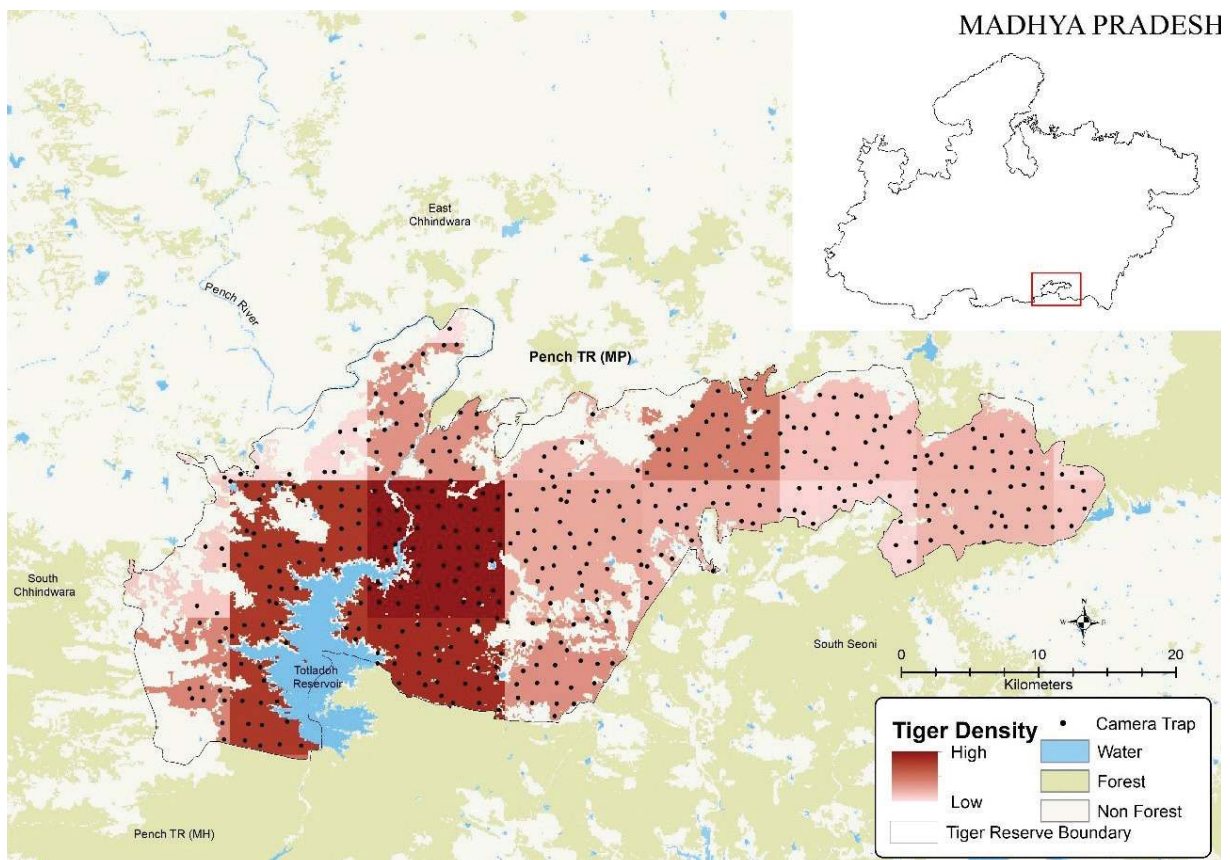 MADHYA PRADESH
East
Chhindwara
Pench River
Pench TR (MP)
South
Chhindwara
Totladoh
Reservoir
South Seoni
Pench TR (MH)
N
W
E
S
0 10 20
Kilometers
Tiger Density
High
Low
Tiger Reserve Boundary
Camera Trap
Water
Forest
Non Forest